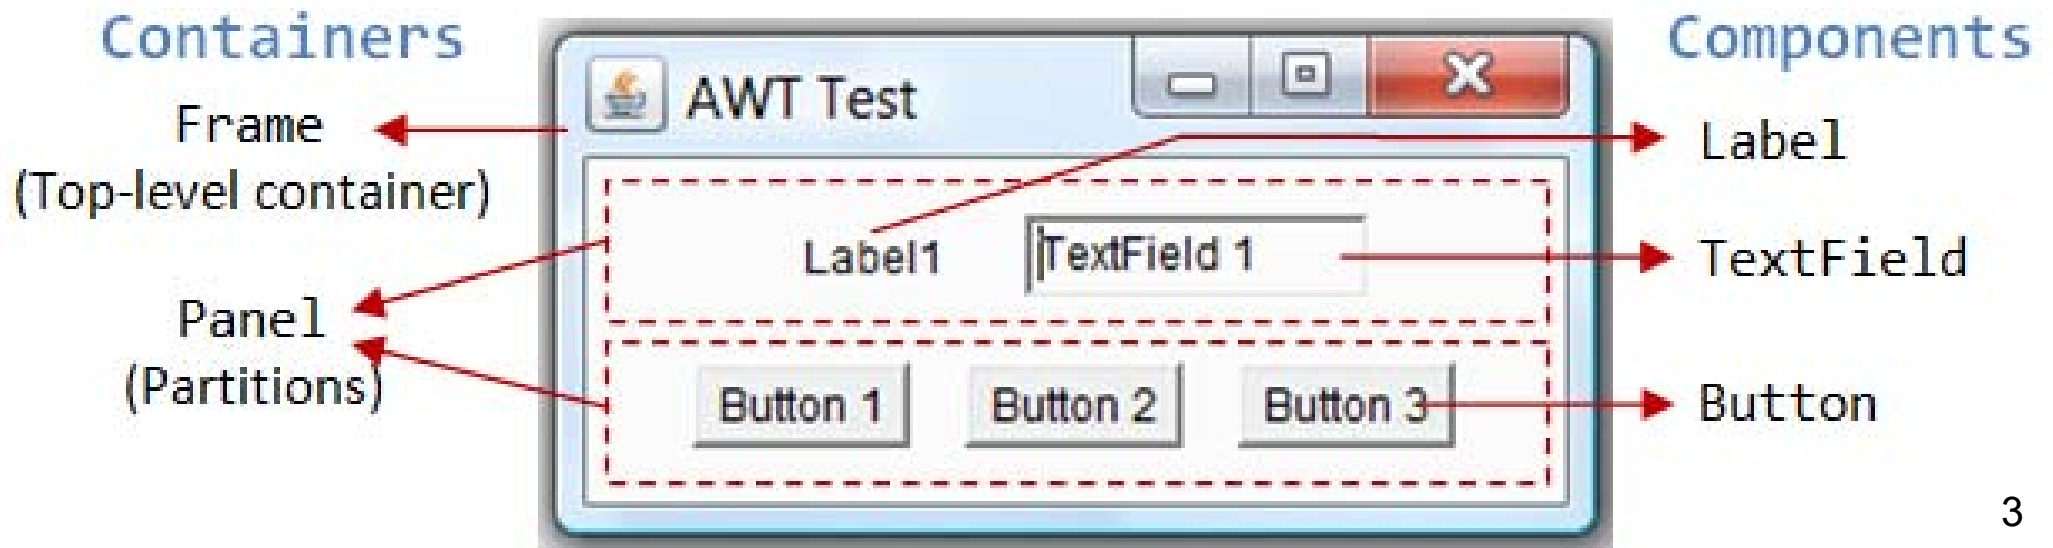 Containers
Frame
(Top-level container)
Panel
(Partitions)
AWT Test
Label1
TextField 1
Button 1
Button 2
Button 3
Components
Label
TextField
Button
3